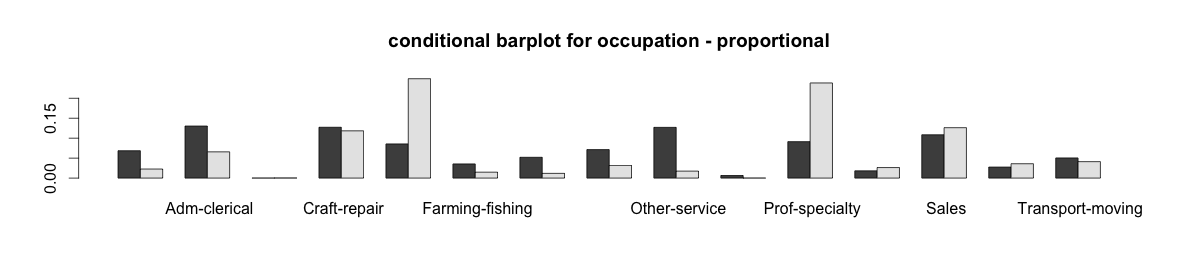 conditional barplot for occupation - proportional
0.15
0.00
Adm-clerical Craft-repair Farming-fishing Other-service Prof-specialty Sales Transport-moving